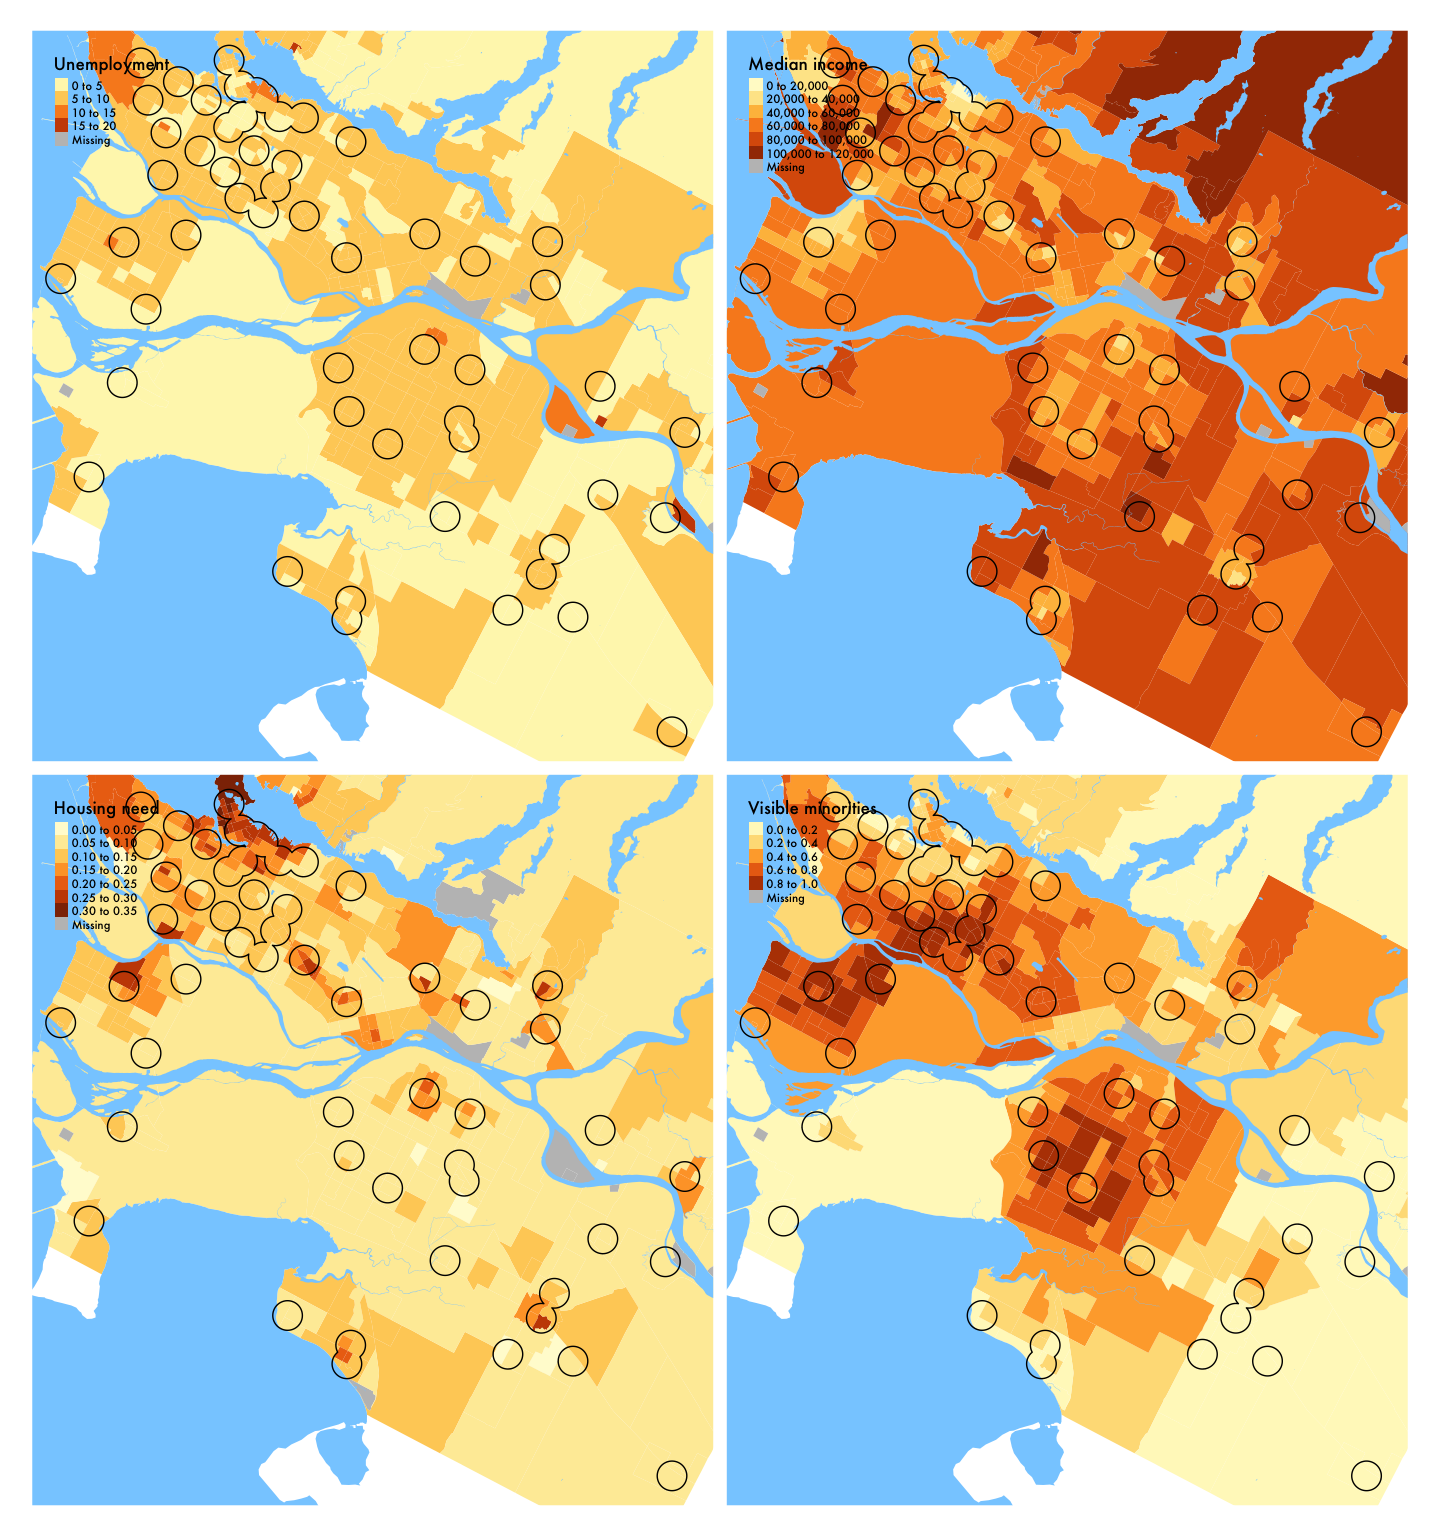 Unemployment
0 to 5
5 to 10
10 to 15
15 to 20
Missing
Median income
0 to 20,000
20,000 to 40,000
40,000 to 60,000
60,000 to 80,000
80,000 to 100,000
100,000 to 120,000
Missing
Housing need
0.00 to 0.05
0.05 to 0.10
0.10 to 0.15
0.15 to 0.20
0.20 to 0.25
0.25 to 0.30
0.30 to 0.35
Missing
Visible minorities
0.0 to 0.2
0.2 to 0.4
0.4 to 0.6
0.6 to 0.8
0.8 to 1.0
Missing